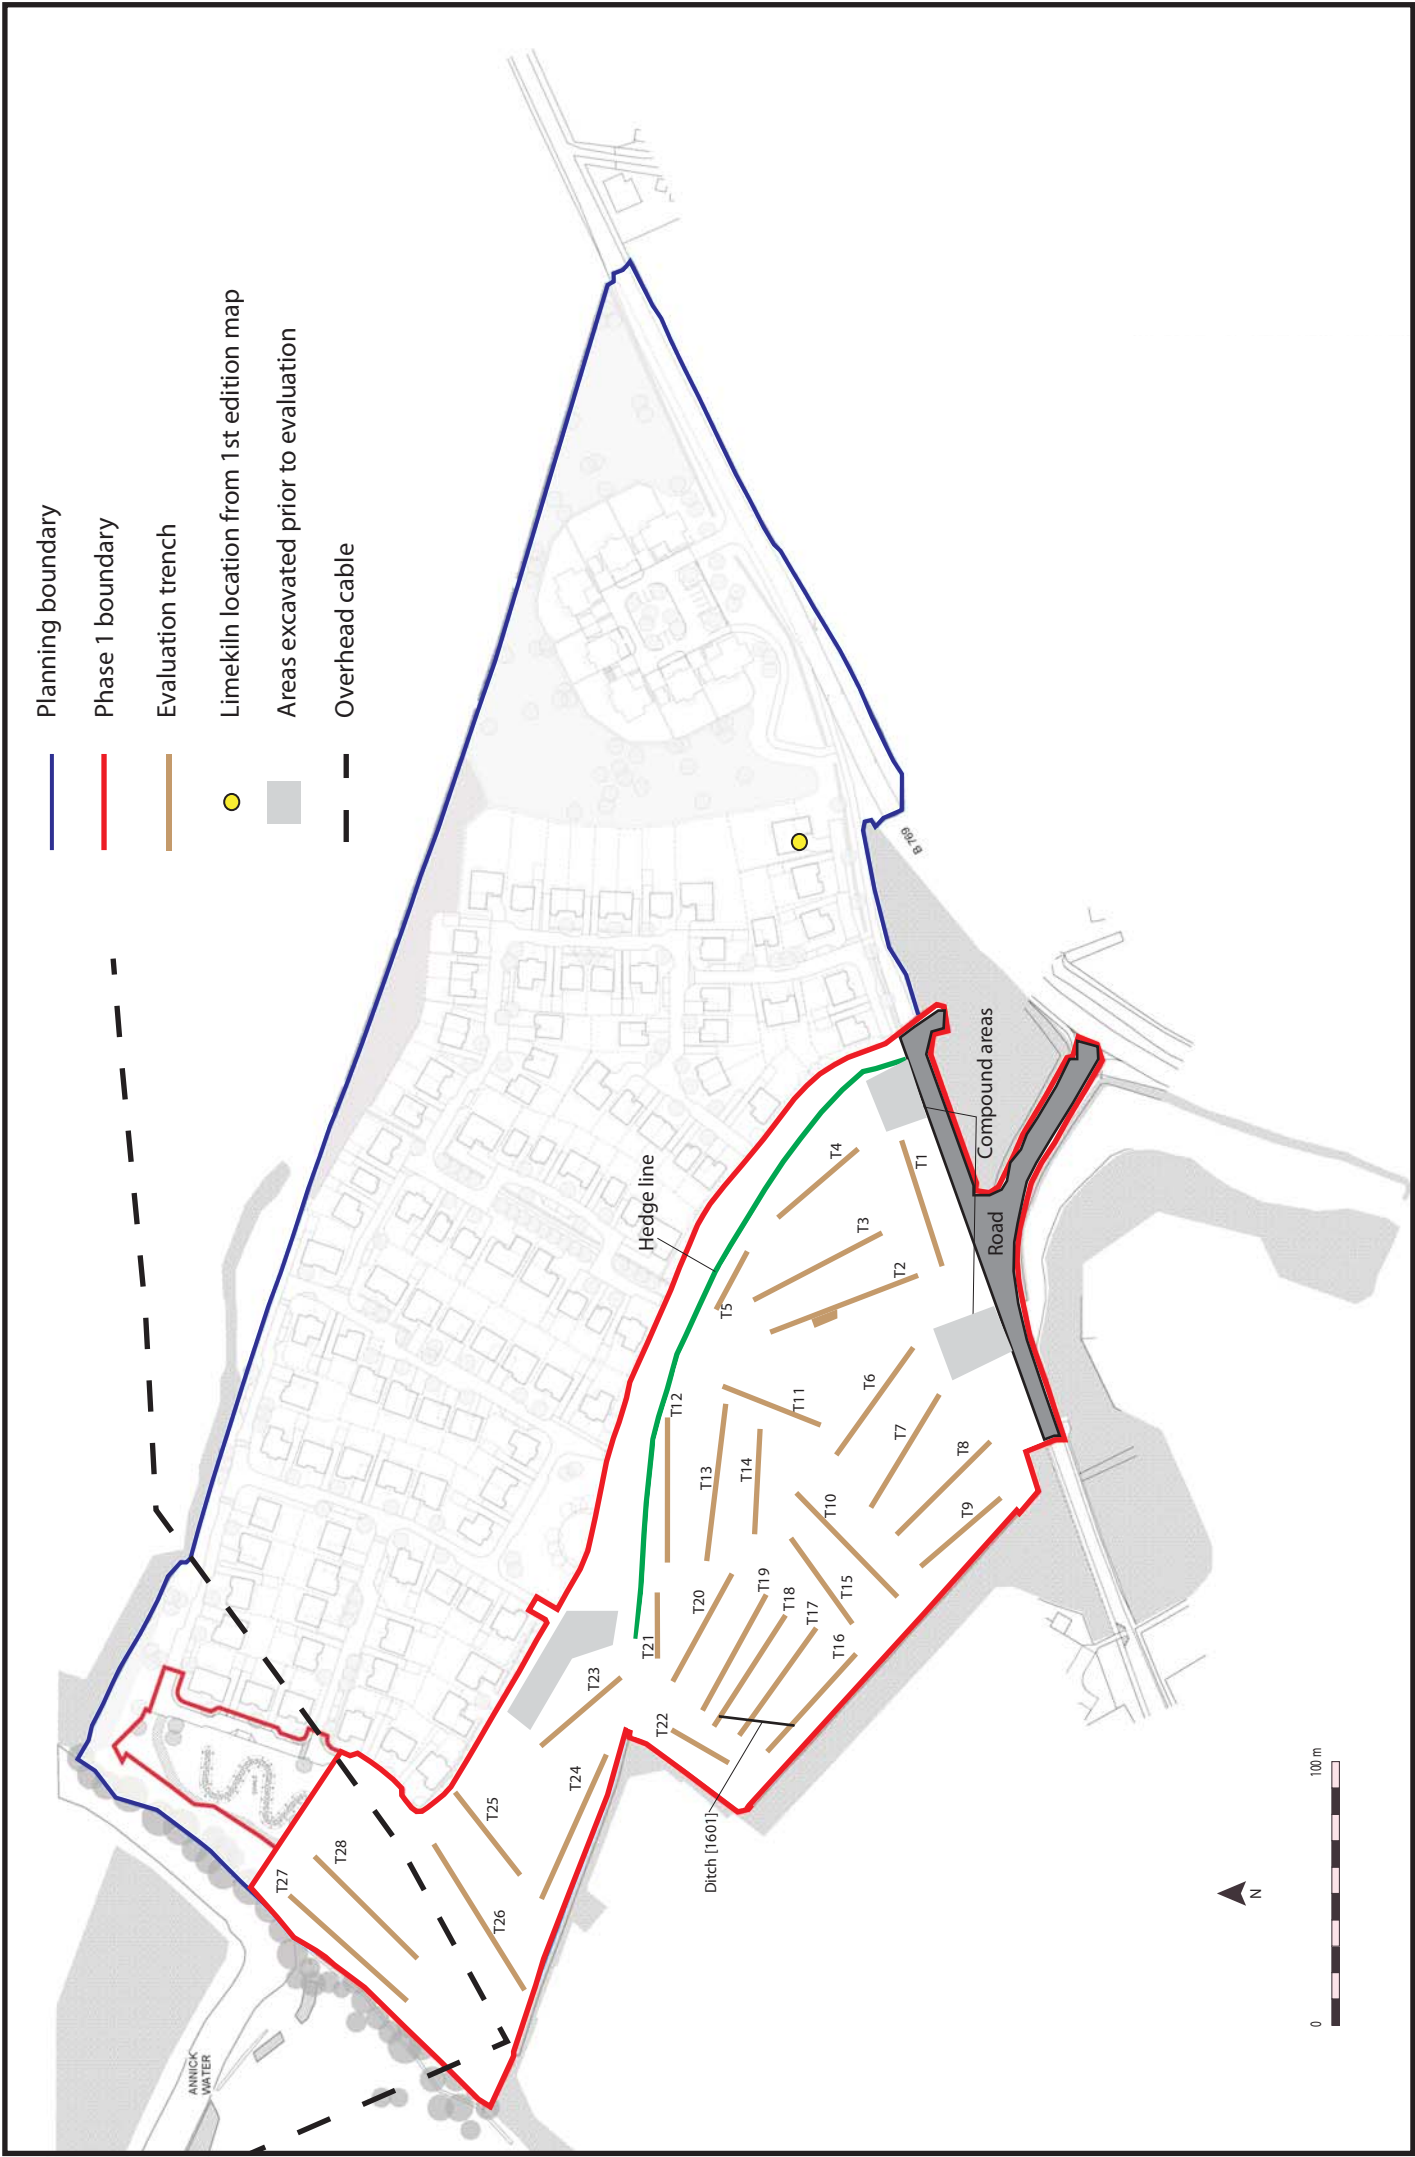 Planning boundary
Phase 1 boundary
Evaluation trench
Limekiln location from 1st edition map
Areas excavated prior to evaluation
Overhead cable
ANNICK
WATER
T27
T28
T26
T25
T24
T23
T22
T21
T20
T19
T18
T17
T16
T15
T10
T12
T13
T14
T11
T9
T8
T7
T6
T5
T2
T3
T4
T1
Hedge line
Ditch [1601]
Road
Compound areas
B 769
N
0
100 m